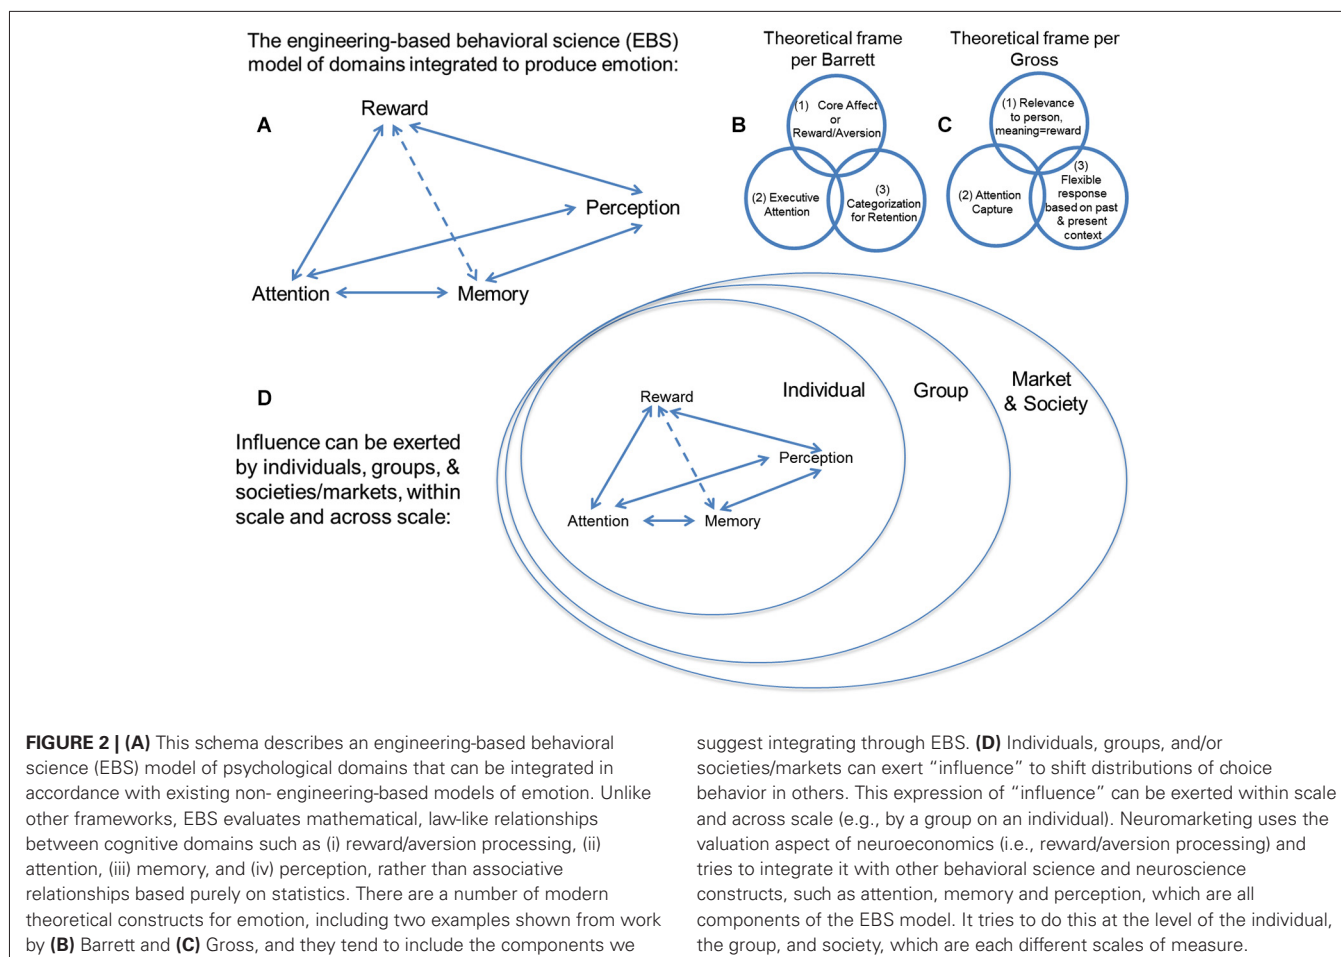 The engineering-based behavioral science (EBS)
model of domains integrated to produce emotion:
A
Reward
Perception
Attention
Memory
Theoretical frame
per Barrett
B
(1) Core Affect
or
Reward/Aversion
(2) Executive
Attention
(3)
Categorization
for Retention
Theoretical frame per
Gross
C
(1) Relevance
to person,
meaning=reward
(2) Attention
Capture
(3)
Flexible
response
based on past
& present
context
D
Influence can be exerted
by individuals, groups, &
societies/markets, within
scale and across scale:
Reward
Perception
Attention
Memory
Individual
Group
Market
& Society
FIGURE 2 | (A) This schema describes an engineering-based behavioral
science (EBS) model of psychological domains that can be integrated in
accordance with existing non- engineering-based models of emotion. Unlike
other frameworks, EBS evaluates mathematical, law-like relationships
between cognitive domains such as (i) reward/aversion processing, (ii)
attention, (iii) memory, and (iv) perception, rather than associative
relationships based purely on statistics. There are a number of modern
theoretical constructs for emotion, including two examples shown from work
by (B) Barrett and (C) Gross, and they tend to include the components we
suggest integrating through EBS. (D) Individuals, groups, and/or
societies/markets can exert “influence” to shift distributions of choice
behavior in others. This expression of “influence” can be exerted within scale
and across scale (e.g., by a group on an individual). Neuromarketing uses the
valuation aspect of neuroeconomics (i.e., reward/aversion processing) and
tries to integrate it with other behavioral science and neuroscience
constructs, such as attention, memory and perception, which are all
components of the EBS model. It tries to do this at the level of the individual,
the group, and society, which are each different scales of measure.